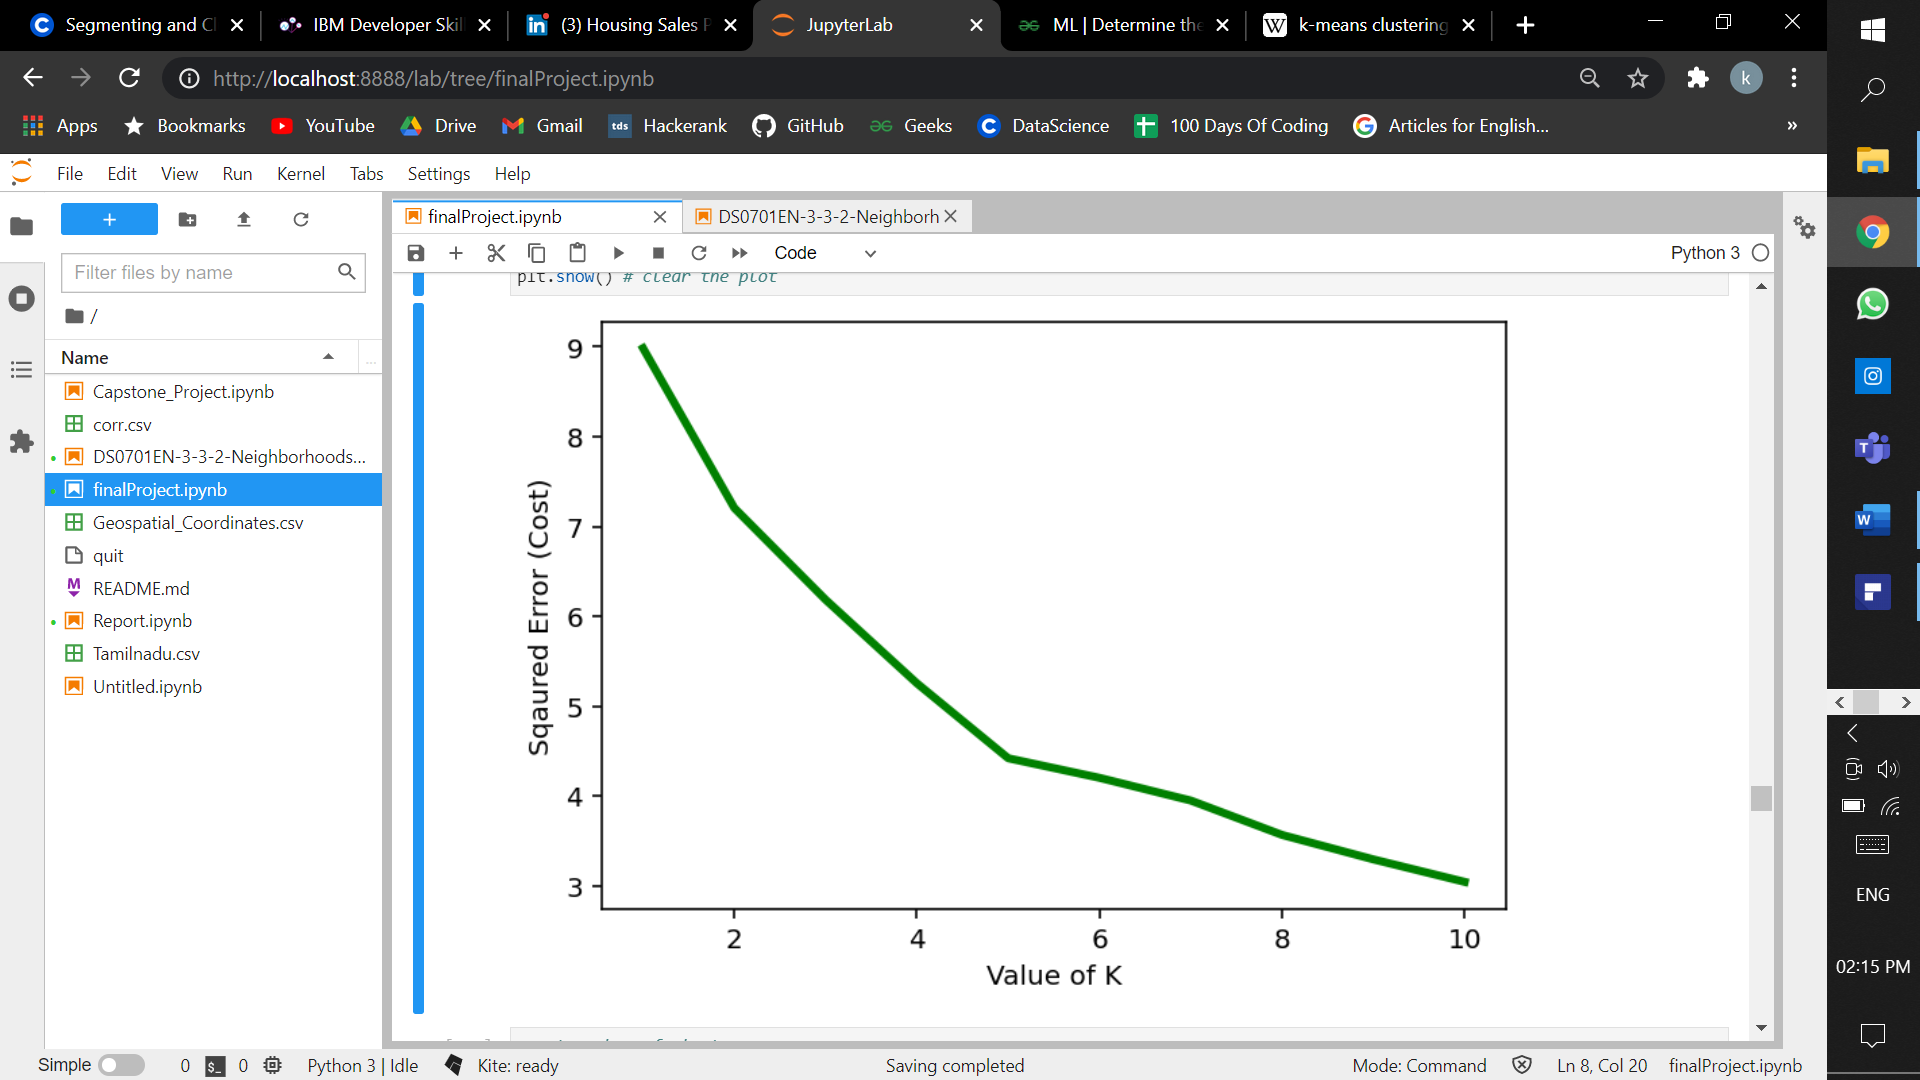 Segmenting and Cl
IBM Developer Skil
(3) Housing Sales P
JupyterLab
ML | Determine the
k-means clustering
http://localhost:8888/lab/tree/finalProject.ipynb
k
Apps
Bookmarks
YouTube
Drive
Gmail
tds
Hackerank
GitHub
Geeks
DataScience
100 Days Of Coding
Articles for English...
»
File
Edit
View
Run
Kernel
Tabs
Settings
Help
Filter files by name
/
Name
...
Capstone_Project.ipynb
corr.csv
DS0701EN-3-3-2-Neighborhoods...
finalProject.ipynb
Geospatial_Coordinates.csv
quit
README.md
Report.ipynb
Tamilnadu.csv
Untitled.ipynb
finalProject.ipynb
DS0701EN-3-3-2-Neighborh
Code
Python 3
plt.show() # clear the plot
9
8
7
6
5
4
3
Sqaured Error (Cost)
2
4
6
8
10
Value of K
Simple
0
$_
0
Python 3 | Idle
Kite: ready
Saving completed
Mode: Command
Ln 8, Col 20
finalProject.ipynb
ENG
02:15 PM